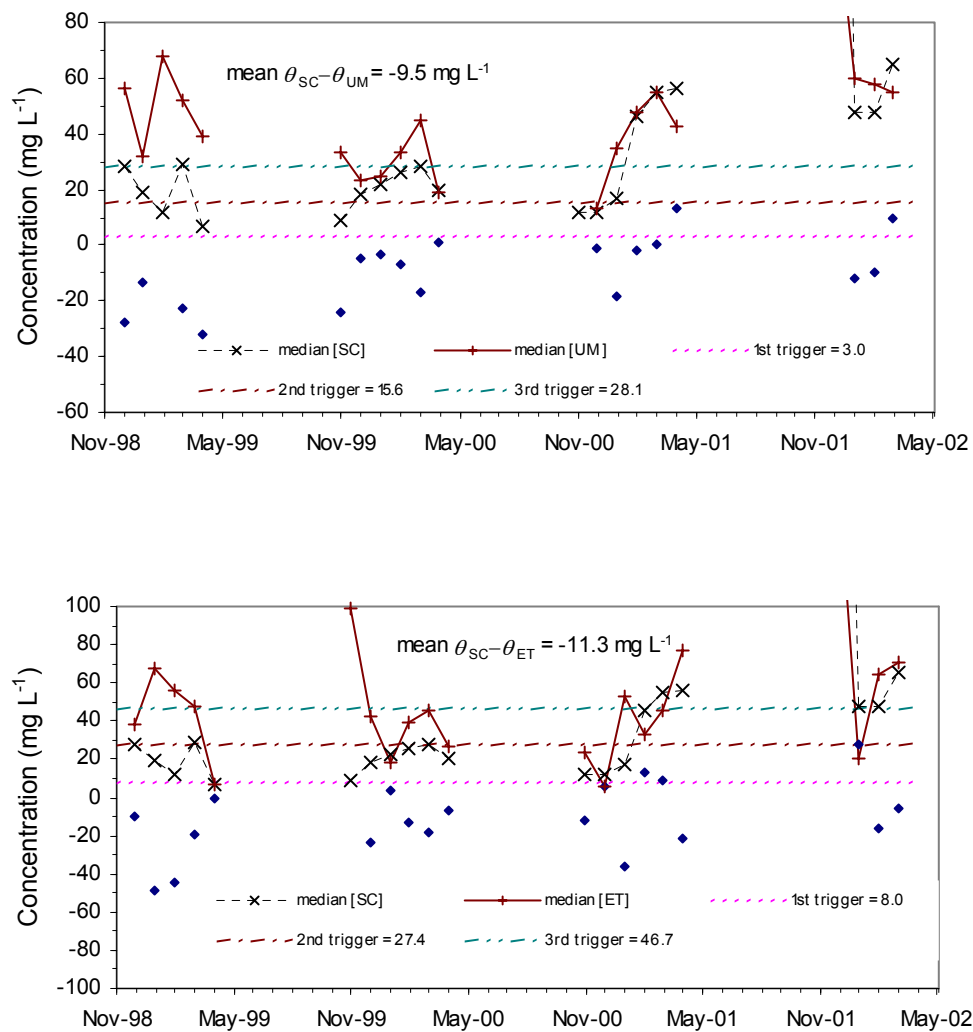 80
60
40
20
0
-20
-40
-60
Concentration (mg L-1)
mean θSC−θUM = -9.5 mg L-1
median [SC]
median [UM]
1st trigger = 3.0
2nd trigger = 15.6
3rd trigger = 28.1
Nov-98 May-99 Nov-99 May-00 Nov-00 May-01 Nov-01 May-02
100
80
60
40
20
0
-20
-40
-60
-80
-100
Concentration (mg L-1)
mean θSC−θET = -11.3 mg L-1
median [SC]
median [ET]
1st trigger = 8.0
2nd trigger = 27.4
3rd trigger = 46.7
Nov-98 May-99 Nov-99 May-00 Nov-00 May-01 Nov-01 May-02